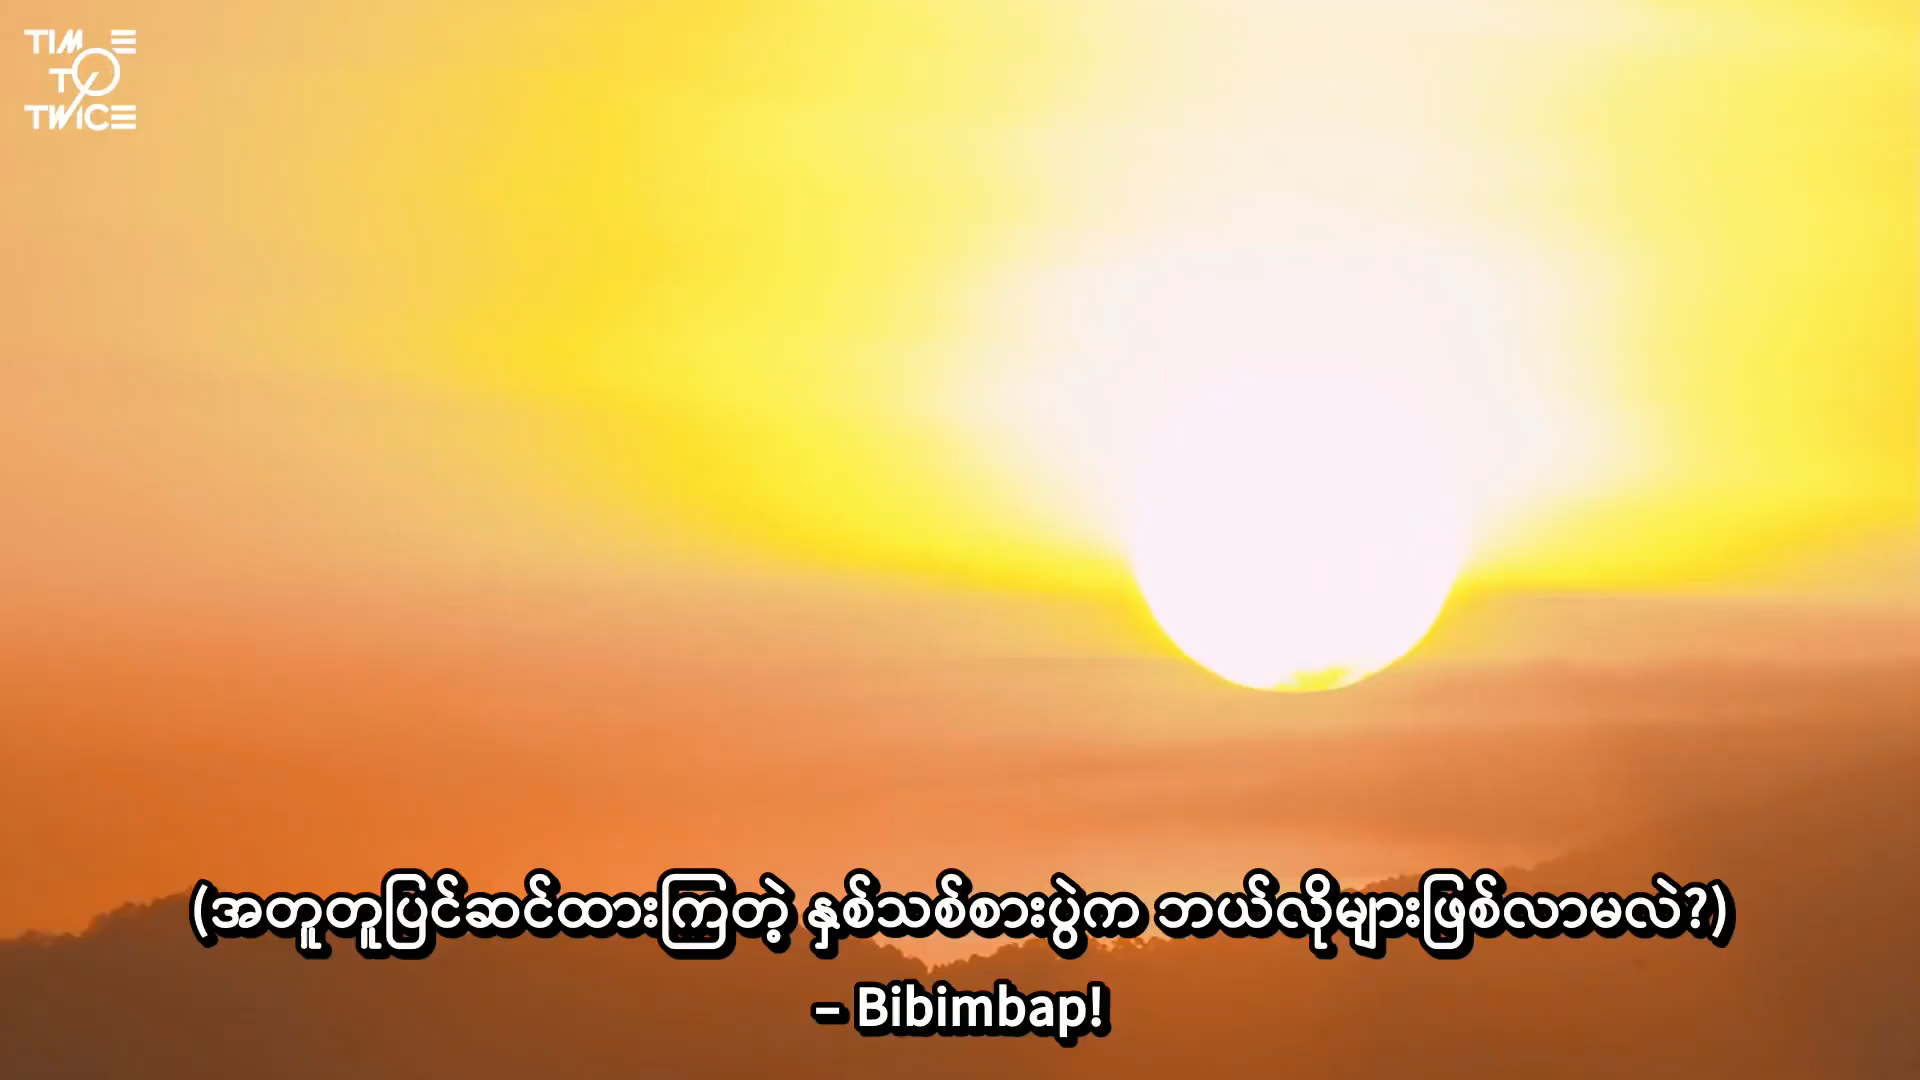 TIME
TO
TWICE
(အတူတူပြင်ဆင်ထားကြတဲ့ နှစ်သစ်စားပွဲက ဘယ်လိုများဖြစ်လာမလဲ?)
– Bibimbap!